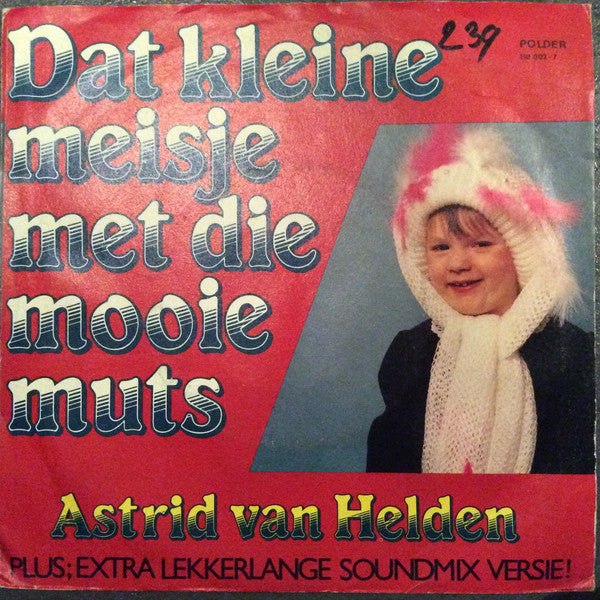 Dat kleine
meisje
met die
mooie
muts
239
POLDER
Astrid van Helden
PLUS; EXTRA LEKKERLANGE SOUNDMIX VERSIE!